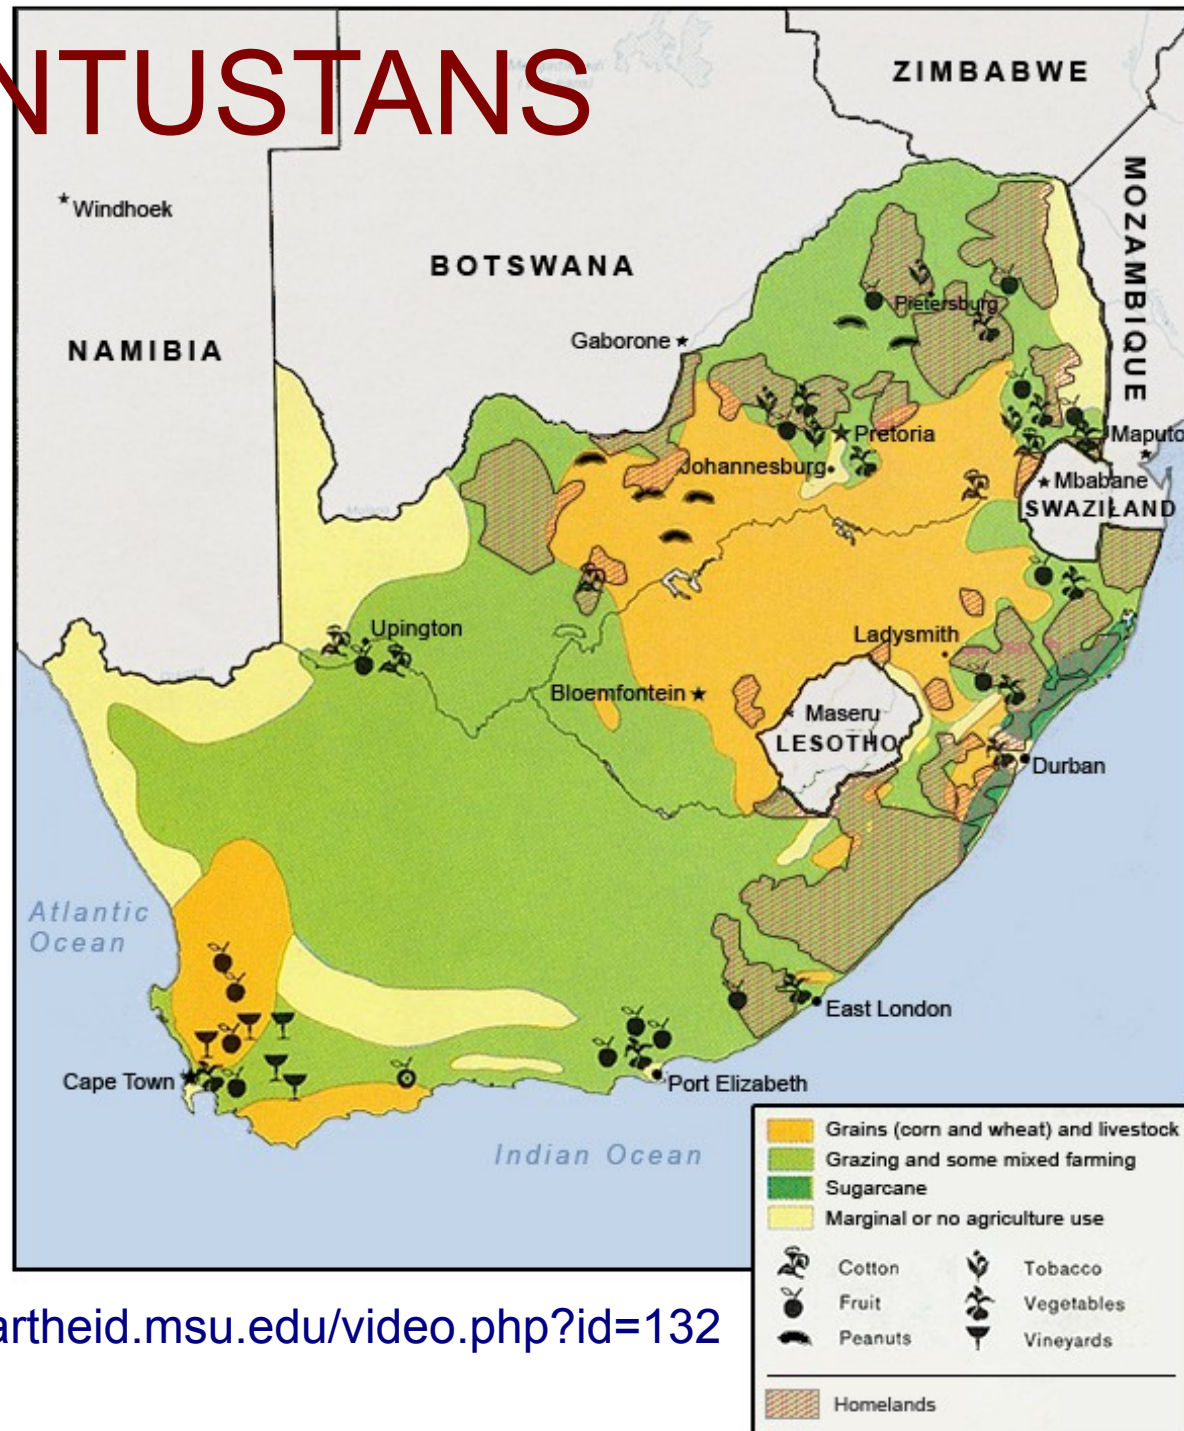 NTUSTANS
ZIMBABWE
MOZAMBIQUE
Windhoek
BOTSWANA
Pietersburg
Gaborone
NAMIBIA
Pretoria
Maputo
Johannesburg
Mbabane
SWAZILAND
Upington
Ladysmith
Bloemfontein
Maseru
LESOTHO
Durban
Atlantic
Ocean
East London
Cape Town
Port Elizabeth
Indian Ocean
Grains (corn and wheat) and livestock
Grazing and some mixed farming
Sugarcane
Marginal or no agriculture use
Cotton
Tobacco
Fruit
Vegetables
Peanuts
Vineyards
Homelands
artheid.msu.edu/video.php?id=132